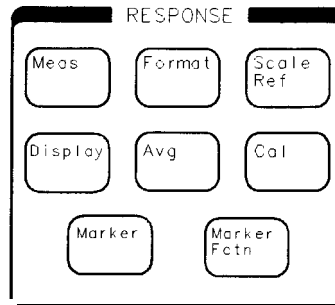 RESPONSE
Meas
Format
Scale
Ref
Display
Avg
Cal
Marker
Marker
Fctn